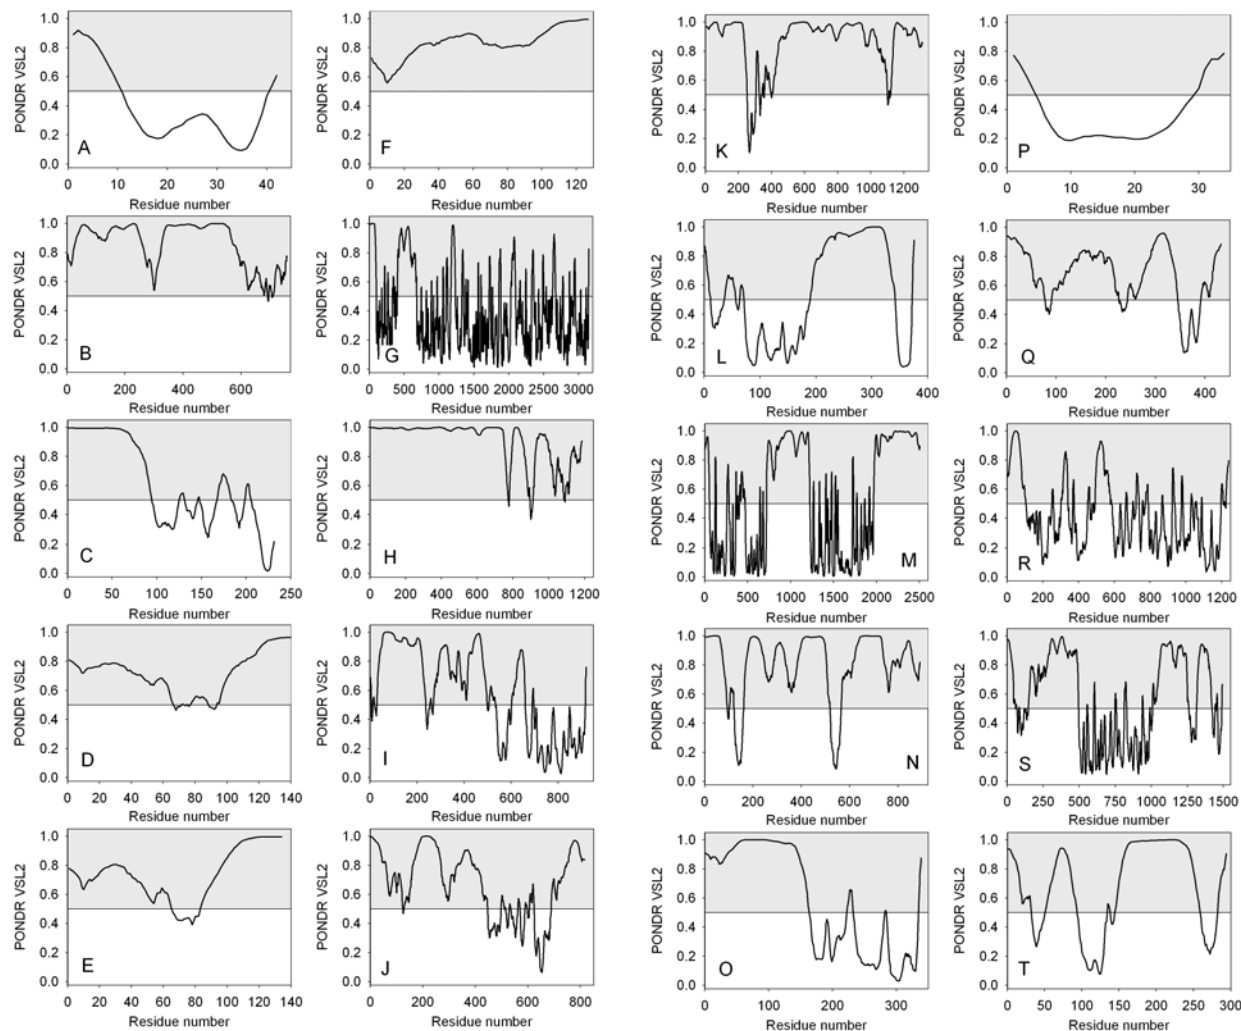 PONDR VSL2
1.0
0.8
0.6
0.4
0.2
0.0
A
0 10 20 30 40
Residue number
PONDR VSL2
1.0
0.8
0.6
0.4
0.2
0.0
F
0 20 40 60 80 100 120
Residue number
PONDR VSL2
1.0
0.8
0.6
0.4
0.2
0.0
K
0 200 400 600 800 1000 1200
Residue number
PONDR VSL2
1.0
0.8
0.6
0.4
0.2
0.0
P
0 10 20 30
Residue number
PONDR VSL2
1.0
0.8
0.6
0.4
0.2
0.0
B
0 200 400 600
Residue number
PONDR VSL2
1.0
0.8
0.6
0.4
0.2
0.0
G
0 500 1000 1500 2000 2500 3000
Residue number
PONDR VSL2
1.0
0.8
0.6
0.4
0.2
0.0
L
0 100 200 300 400
Residue number
PONDR VSL2
1.0
0.8
0.6
0.4
0.2
0.0
Q
0 100 200 300 400
Residue number
PONDR VSL2
1.0
0.8
0.6
0.4
0.2
0.0
C
0 50 100 150 200 250
Residue number
PONDR VSL2
1.0
0.8
0.6
0.4
0.2
0.0
H
0 200 400 600 800 1000 1200
Residue number
PONDR VSL2
1.0
0.8
0.6
0.4
0.2
0.0
M
0 500 1000 1500 2000 2500
Residue number
PONDR VSL2
1.0
0.8
0.6
0.4
0.2
0.0
R
0 200 400 600 800 1000 1200
Residue number
PONDR VSL2
1.0
0.8
0.6
0.4
0.2
0.0
D
0 20 40 60 80 100 120 140
Residue number
PONDR VSL2
1.0
0.8
0.6
0.4
0.2
0.0
I
0 200 400 600 800
Residue number
PONDR VSL2
1.0
0.8
0.6
0.4
0.2
0.0
N
0 200 400 600 800
Residue number
PONDR VSL2
1.0
0.8
0.6
0.4
0.2
0.0
S
0 250 500 750 1000 1250 1500
Residue number
PONDR VSL2
1.0
0.8
0.6
0.4
0.2
0.0
E
0 20 40 60 80 100 120 140
Residue number
PONDR VSL2
1.0
0.8
0.6
0.4
0.2
0.0
J
0 200 400 600 800
Residue number
PONDR VSL2
1.0
0.8
0.6
0.4
0.2
0.0
O
0 100 200 300
Residue number
PONDR VSL2
1.0
0.8
0.6
0.4
0.2
0.0
T
0 50 100 150 200 250 300
Residue number